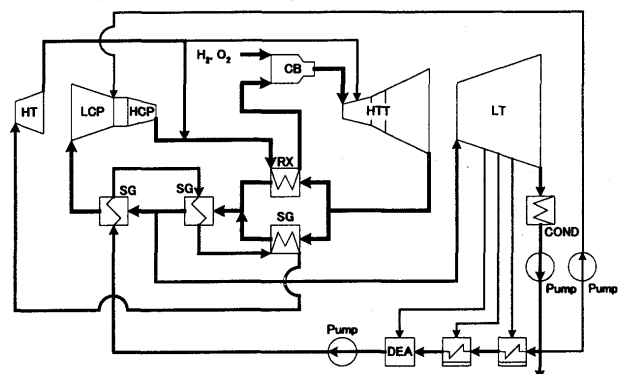 H₂, O₂
CB
HT
LCP
HCP
HTT
LT
RX
SG
SG
SG
COND
Pump
Pump
Pump
DEA